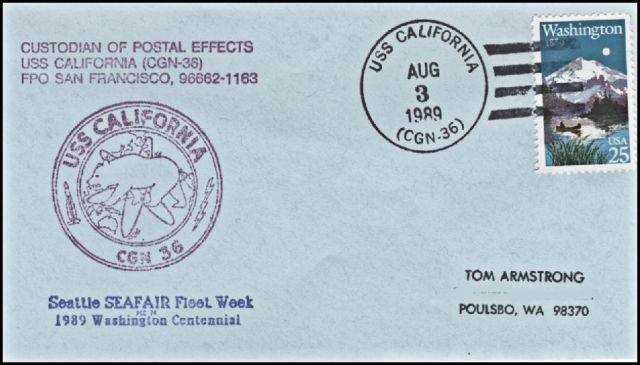 CUSTODIAN OF POSTAL EFFECTS
USS CALIFORNIA (CGN-36)
FPO SAN FRANCISCO, 96662-1163
USS CALIFORNIA
AUG
3
1989
(CGN-36)
Washington
1889
USA
25
USS CALIFORNIA
CGN 36
Seattle SEAFAIR Fleet Week
1989 Washington Centennial
TOM ARMSTRONG
POULSBO, WA 98370